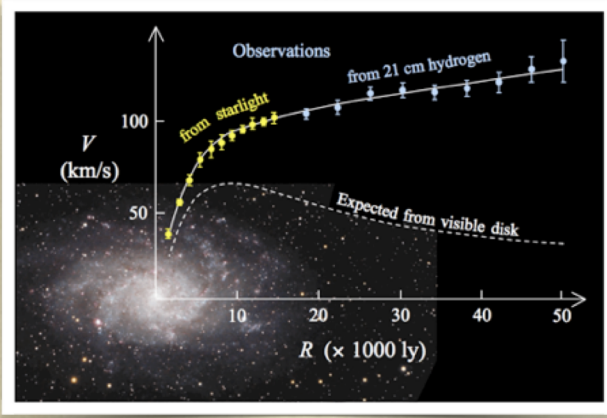 Observations
from starlight
from 21 cm hydrogen
100
V
(km/s)
50
Expected from visible disk
10
20
30
40
50
R (× 1000 ly)